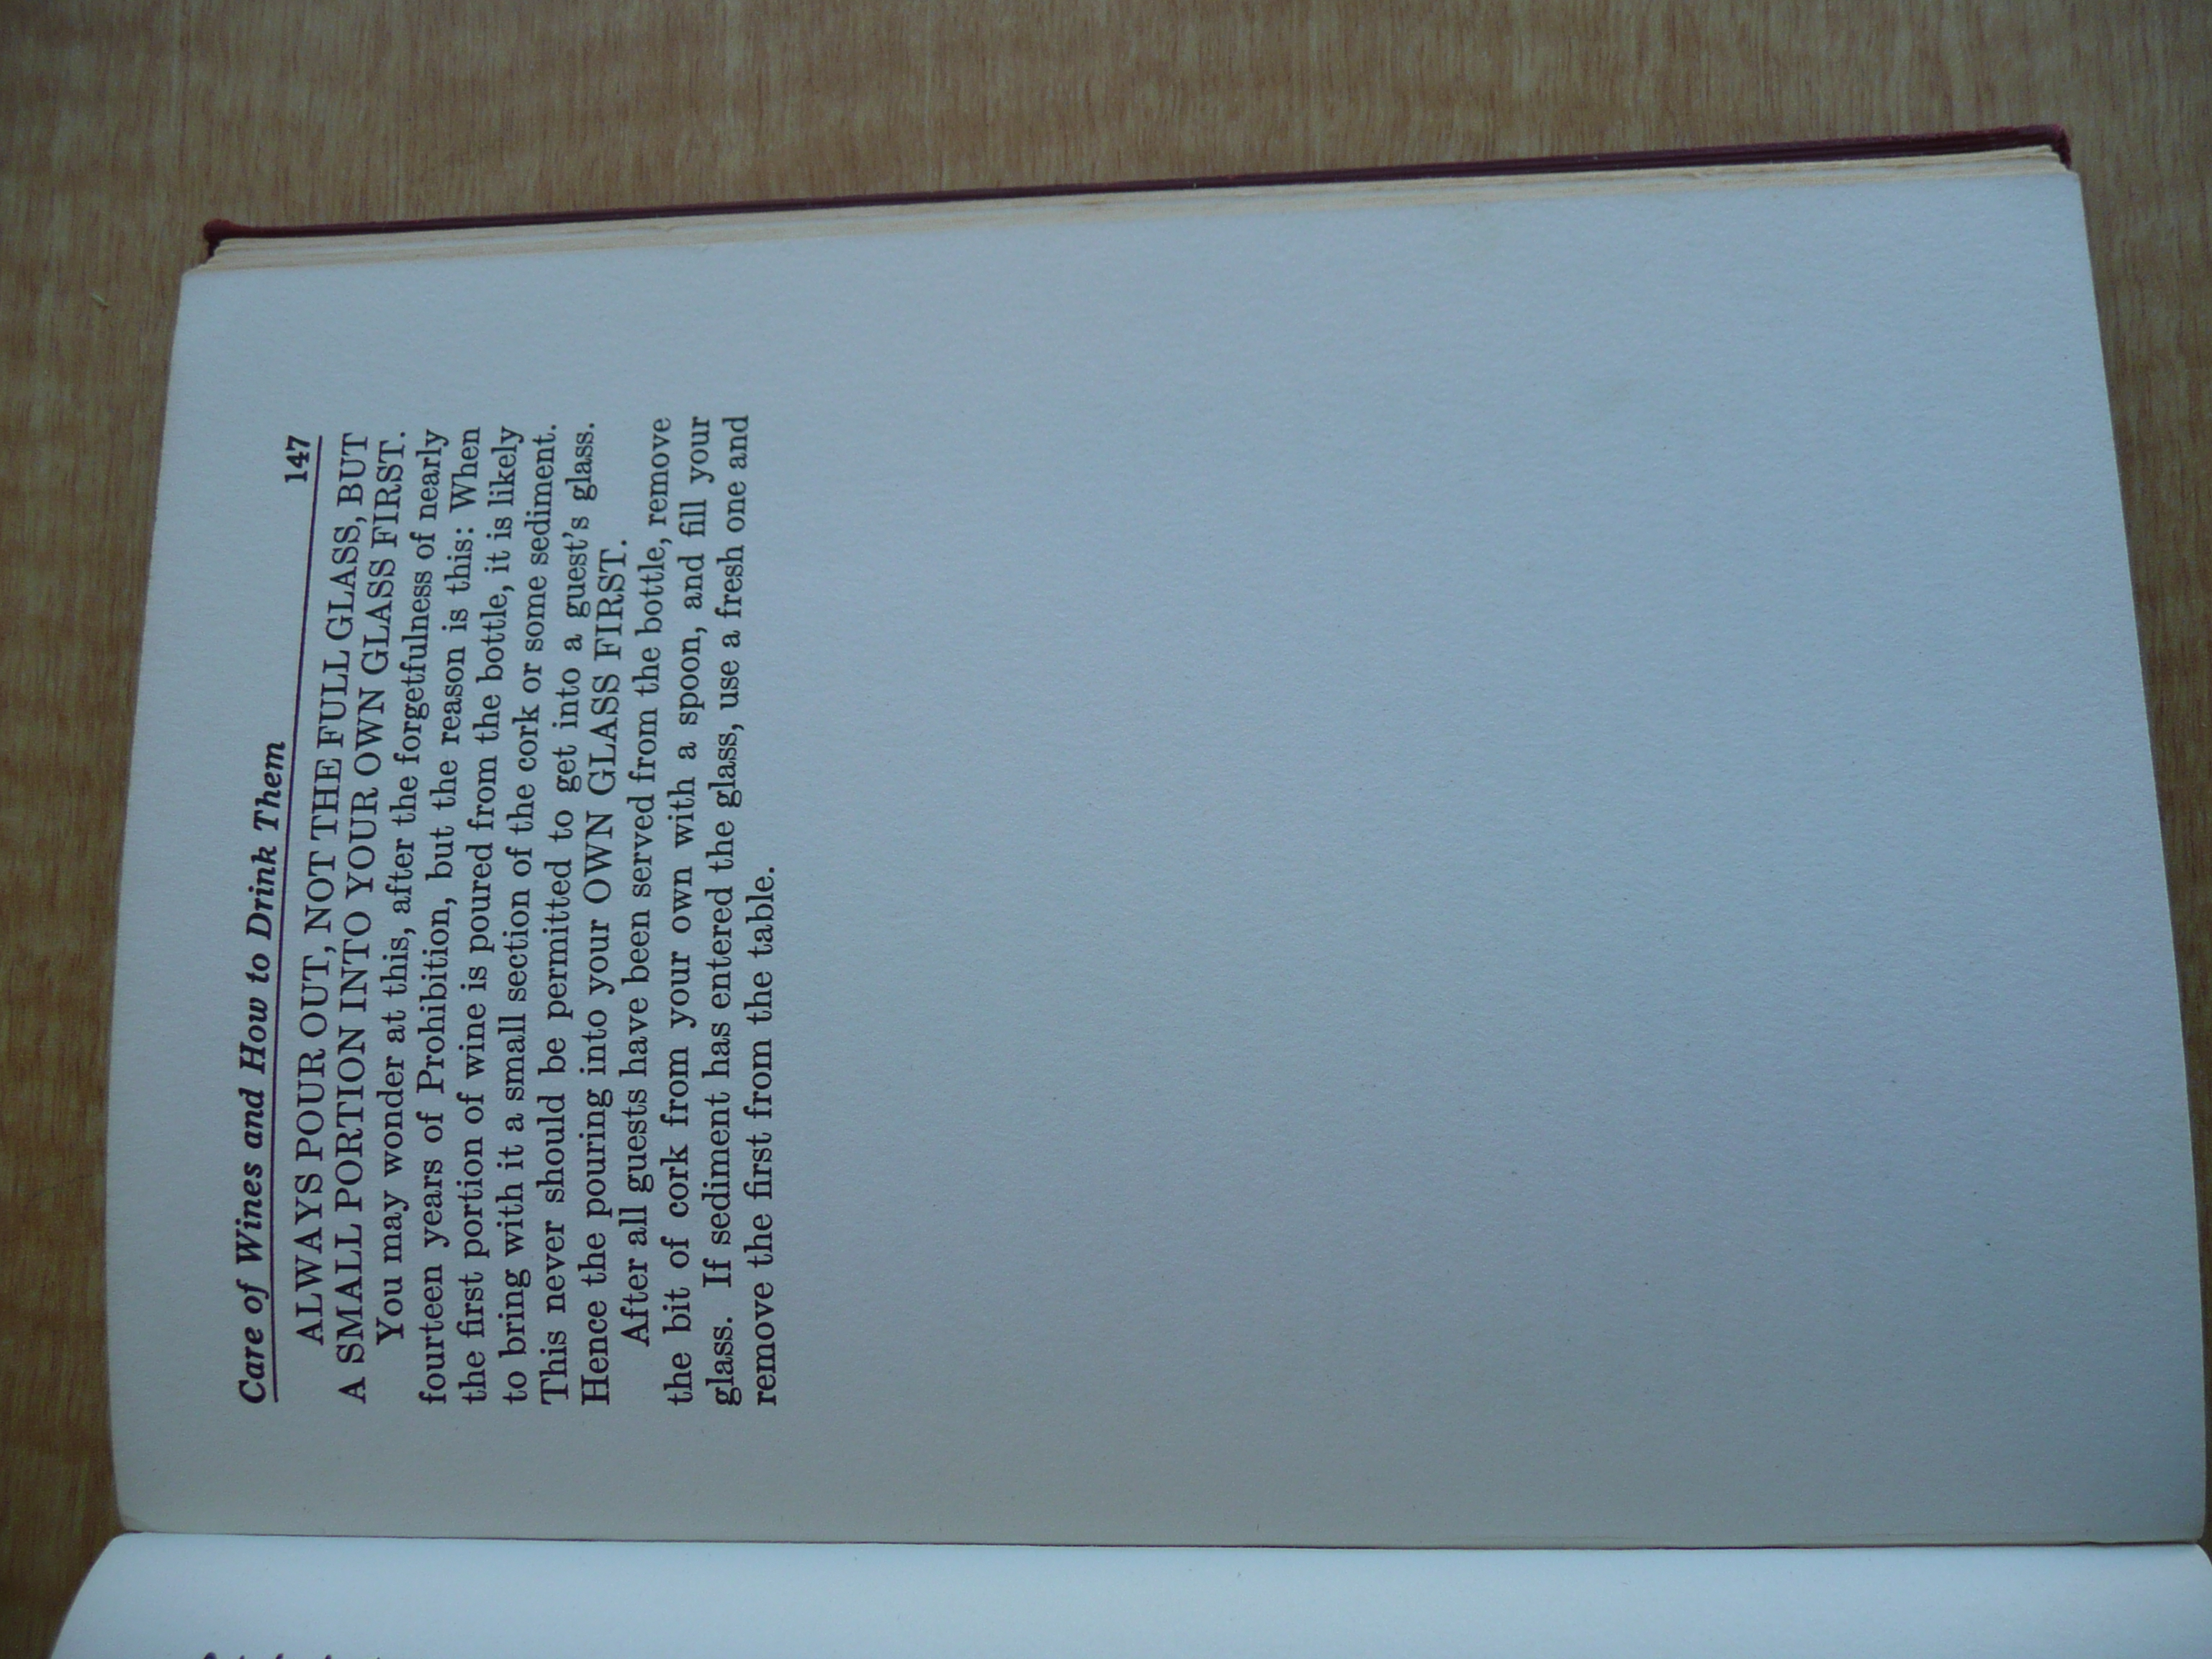 Care of Wines and How to Drink Them 147
ALWAYS POUR OUT, NOT THE FULL GLASS, BUT
A SMALL PORTION INTO YOUR OWN GLASS FIRST.
You may wonder at this, after the forgetfulness of nearly
fourteen years of Prohibition, but the reason is this: When
the first portion of wine is poured from the bottle, it is likely
to bring with it a small section of the cork or some sediment.
This never should be permitted to get into a guest's glass.
Hence the pouring into your OWN GLASS FIRST.
After all guests have been served from the bottle, remove
the bit of cork from your own with a spoon, and fill your
glass. If sediment has entered the glass, use a fresh one and
remove the first from the table.